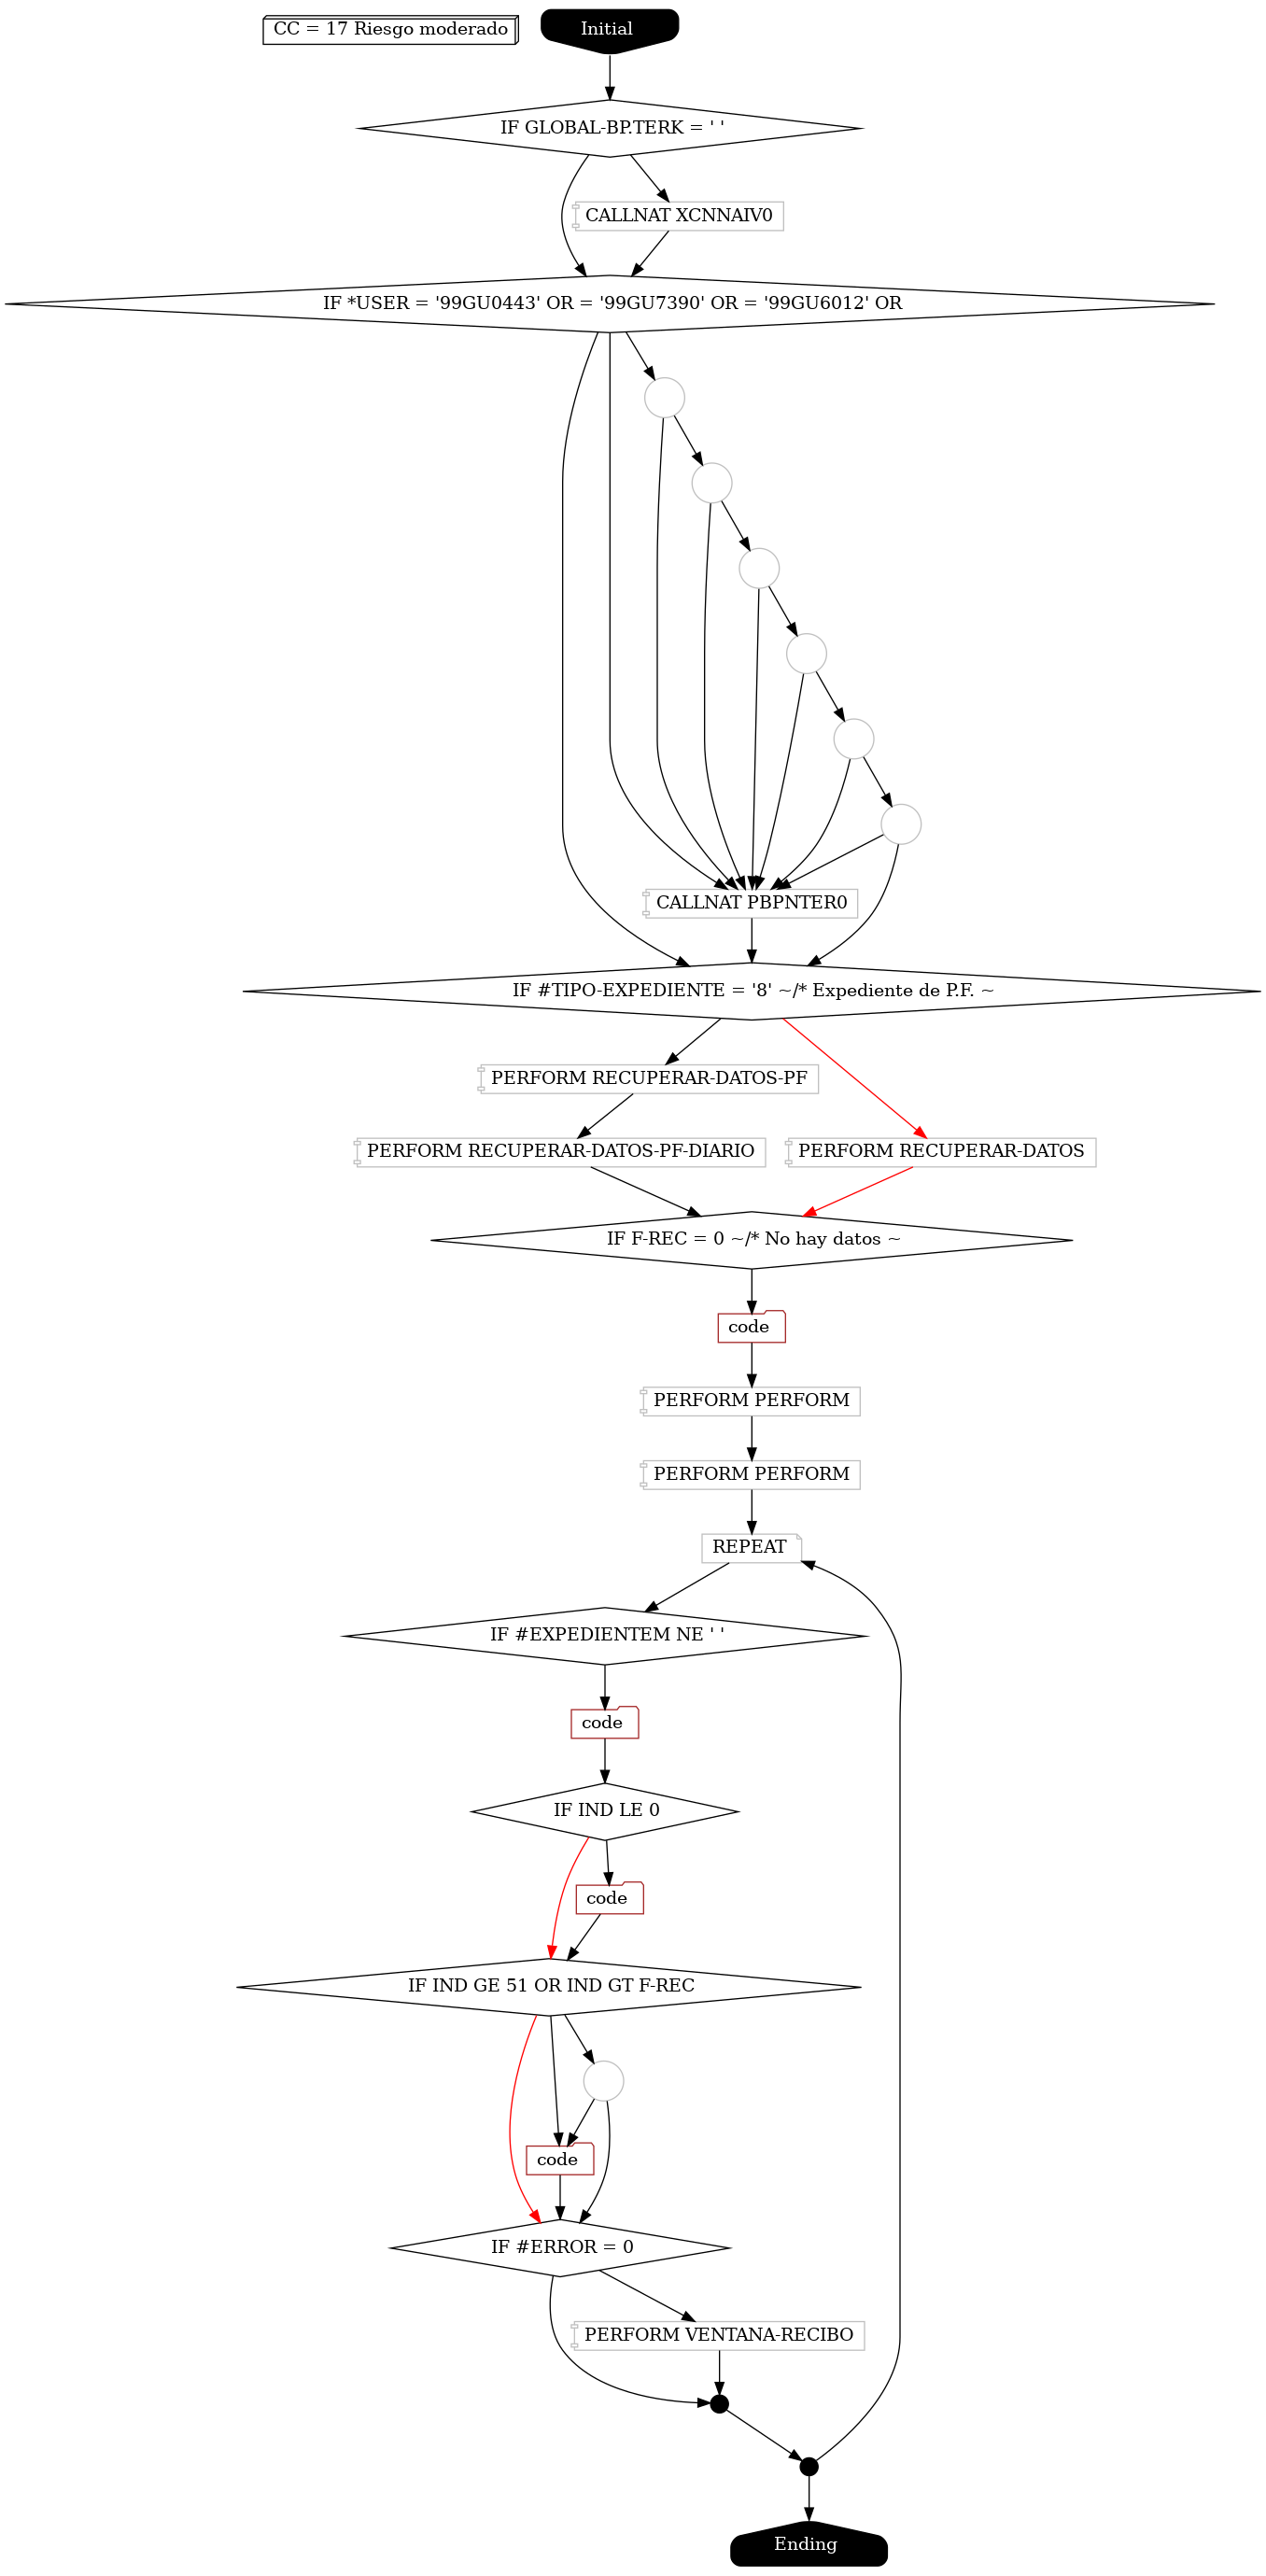 CC = 17 Riesgo moderado
Initial
IF GLOBAL-BP.TERK = ' '
CALLNAT XCNNAIV0
IF *USER = '99GU0443' OR = '99GU7390' OR = '99GU6012' OR
CALLNAT PBPNTER0
IF #TIPO-EXPEDIENTE = '8' ~/* Expediente de P.F. ~
PERFORM RECUPERAR-DATOS-PF
PERFORM RECUPERAR-DATOS-PF-DIARIO
PERFORM RECUPERAR-DATOS
IF F-REC = 0 ~/* No hay datos ~
code
PERFORM PERFORM
PERFORM PERFORM
REPEAT
IF #EXPEDIENTEM NE ' '
code
IF IND LE 0
code
IF IND GE 51 OR IND GT F-REC
code
IF #ERROR = 0
PERFORM VENTANA-RECIBO
Ending